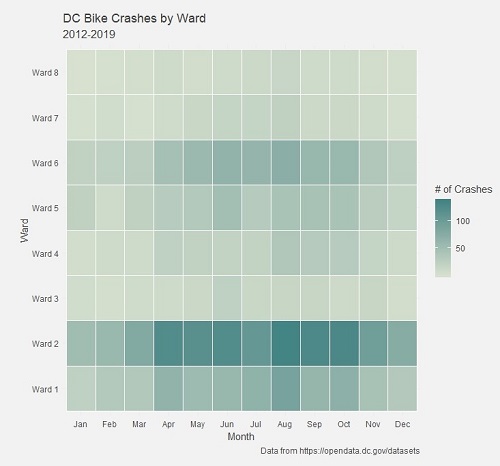 DC Bike Crashes by Ward
2012-2019
Ward 8
Ward 7
Ward 6
Ward 5
Ward 4
Ward 3
Ward 2
Ward 1
Ward
Jan Feb Mar Apr May Jun Jul Aug Sep Oct Nov Dec
Month
# of Crashes
100
50
Data from https://opendata.dc.gov/datasets